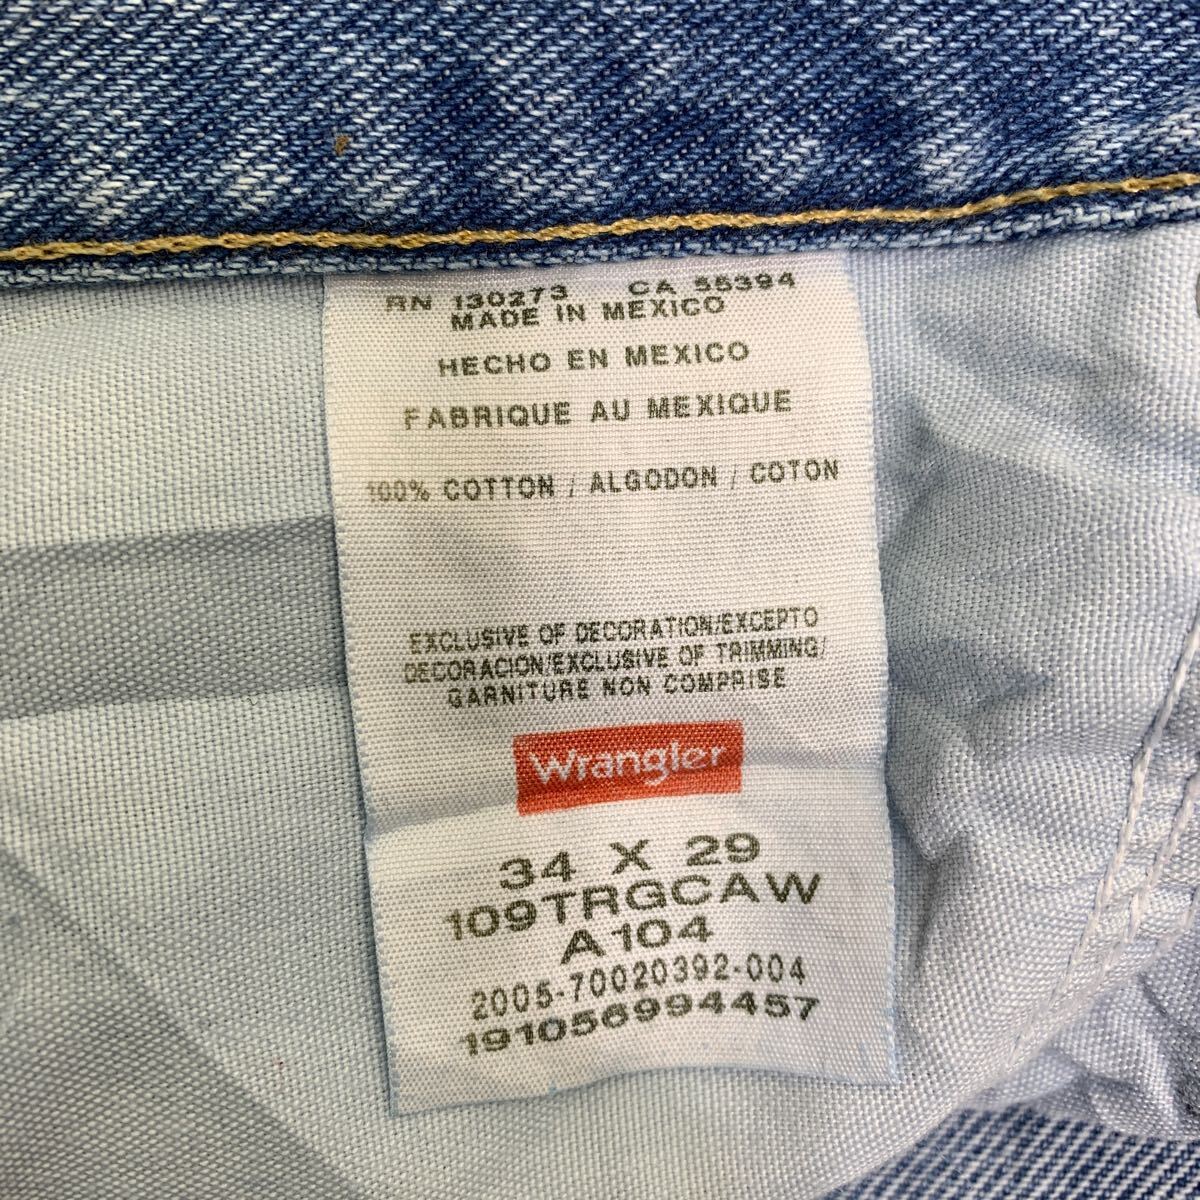 RN 130273 CA 55394
MADE IN MEXICO
HECHO EN MEXICO
FABRIQUE AU MEXIQUE
100% COTTON / ALGODON / COTON
EXCLUSIVE OF DECORATION/EXCEPTO
DECORACION/EXCLUSIVE OF TRIMMING/
GARNITURE NON COMPRISE
Wrangler
34 X 29
109TRGCAW
A104
2005-70020392-004
191056994457